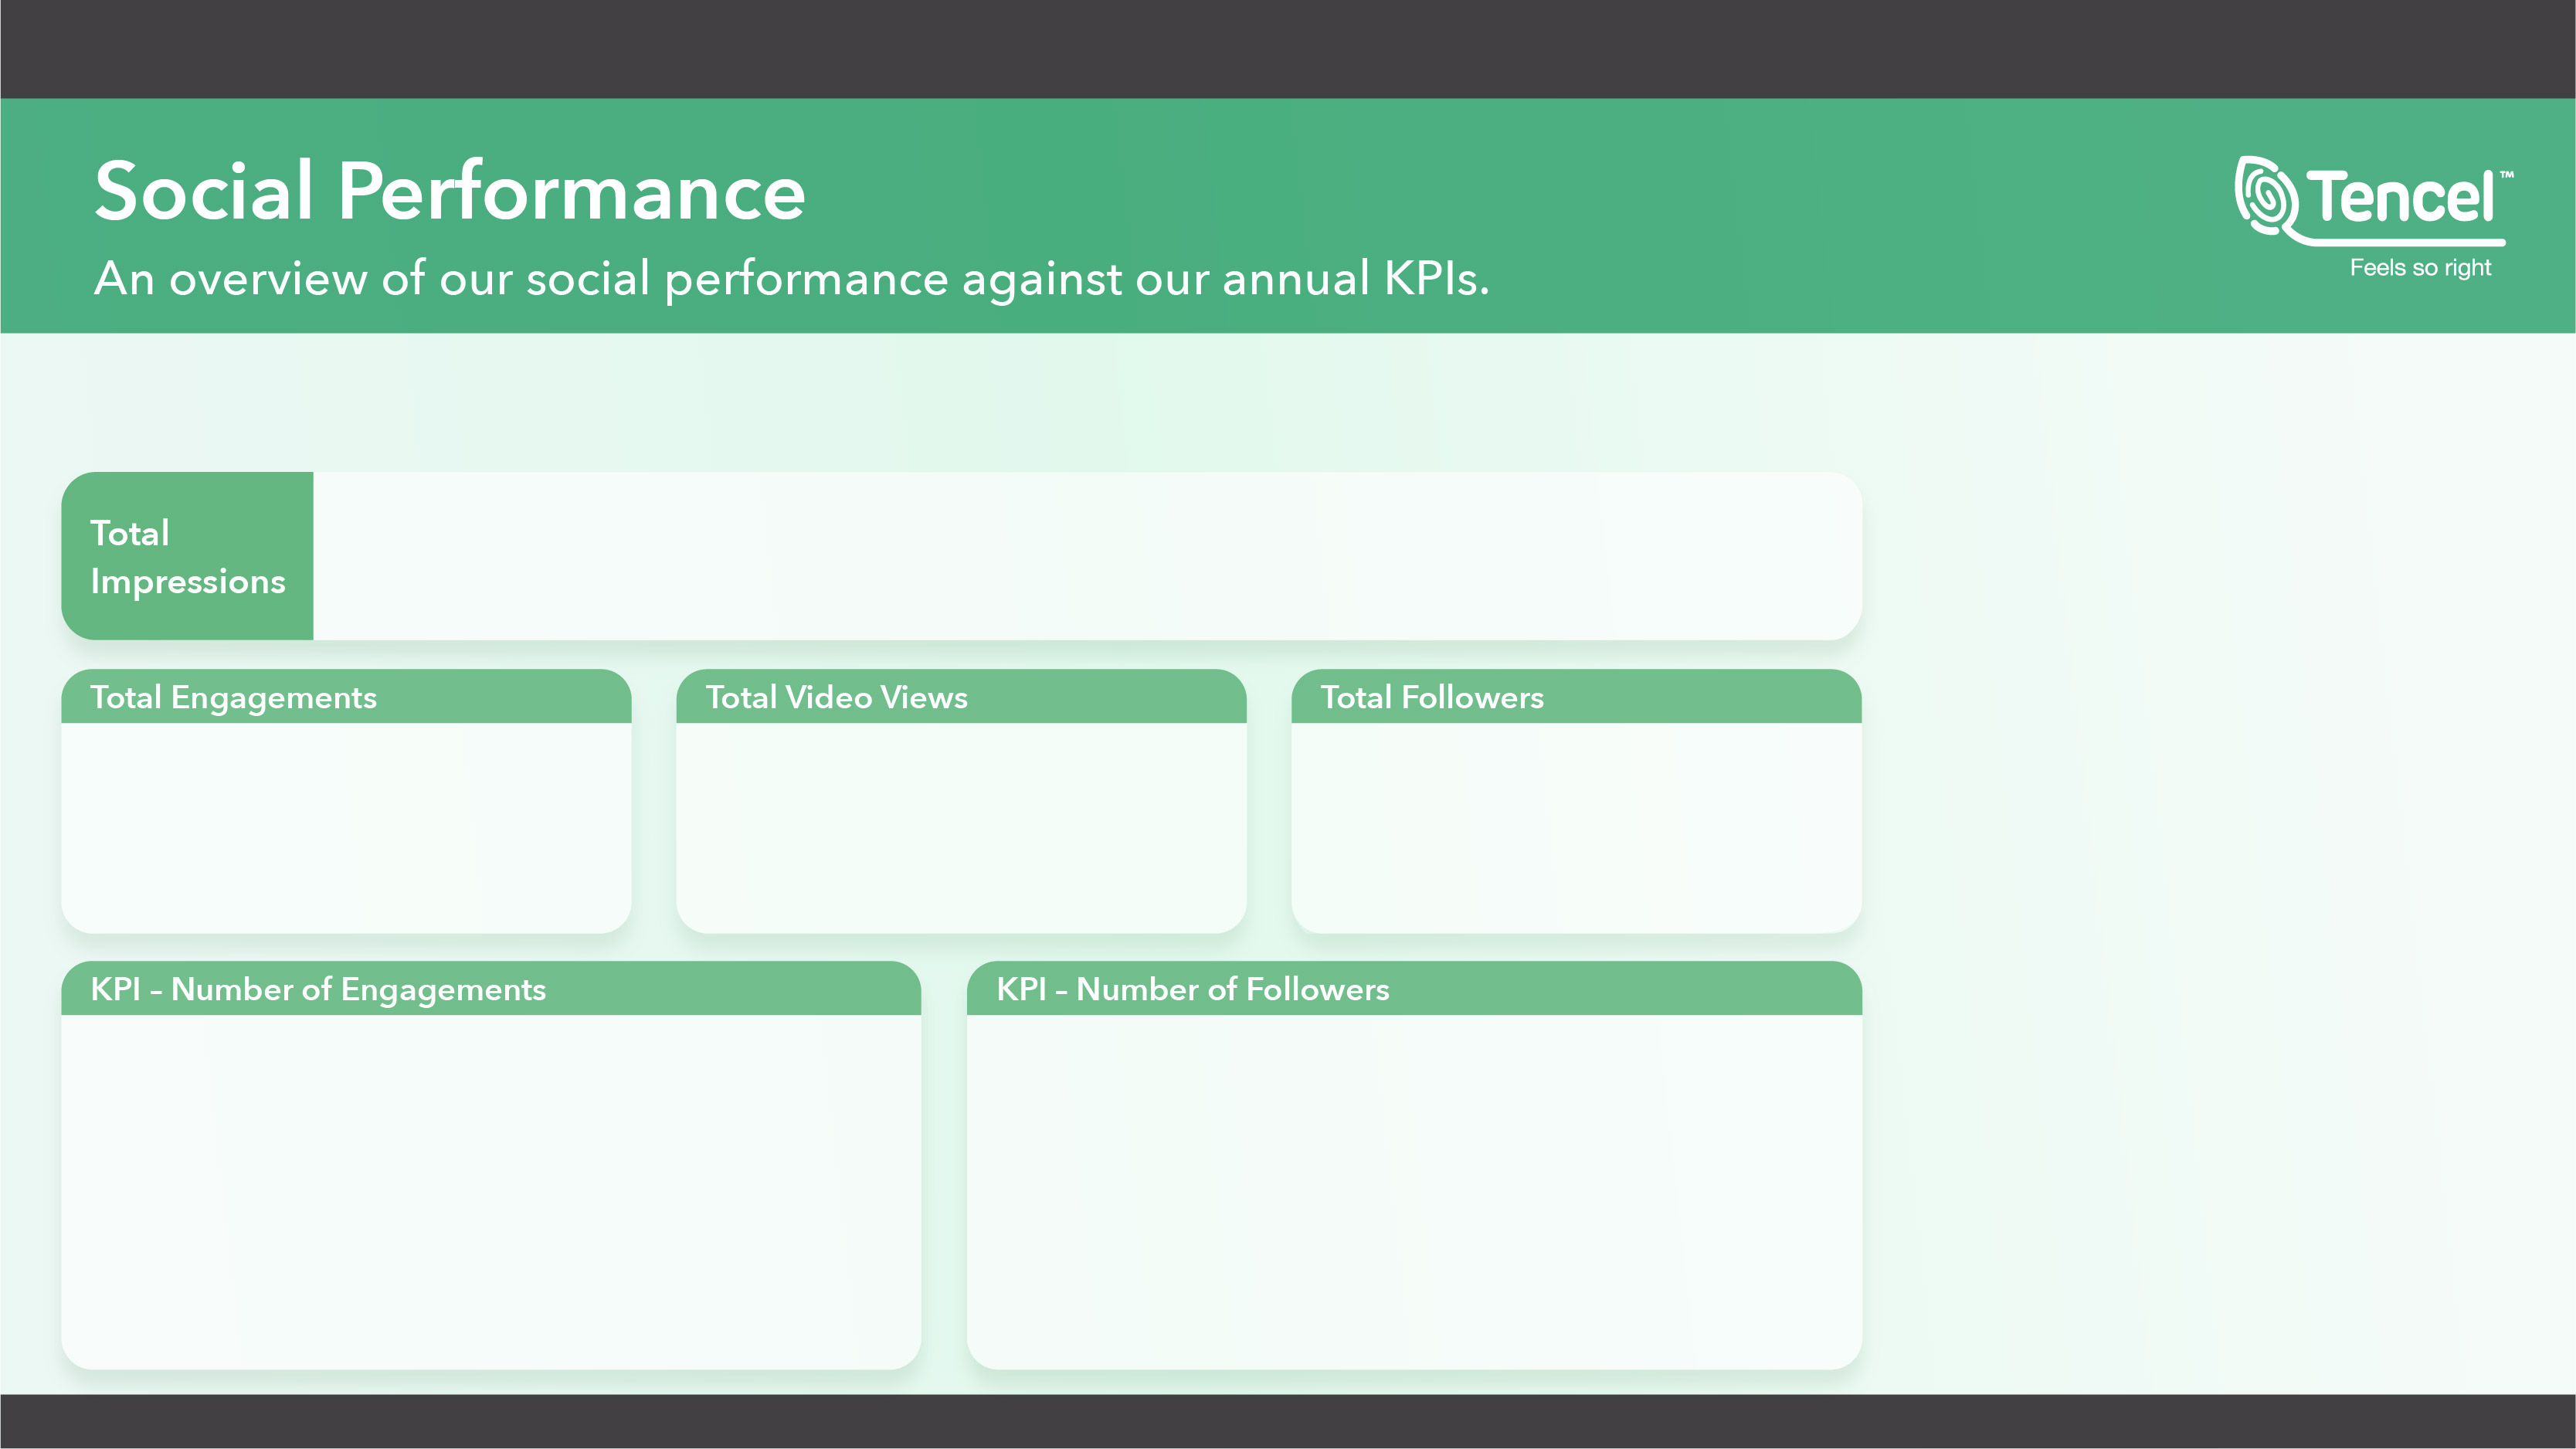 Social Performance
An overview of our social performance against our annual KPIs.
Tencel™
Feels so right
Total
Impressions
Total Engagements
Total Video Views
Total Followers
KPI – Number of Engagements
KPI – Number of Followers